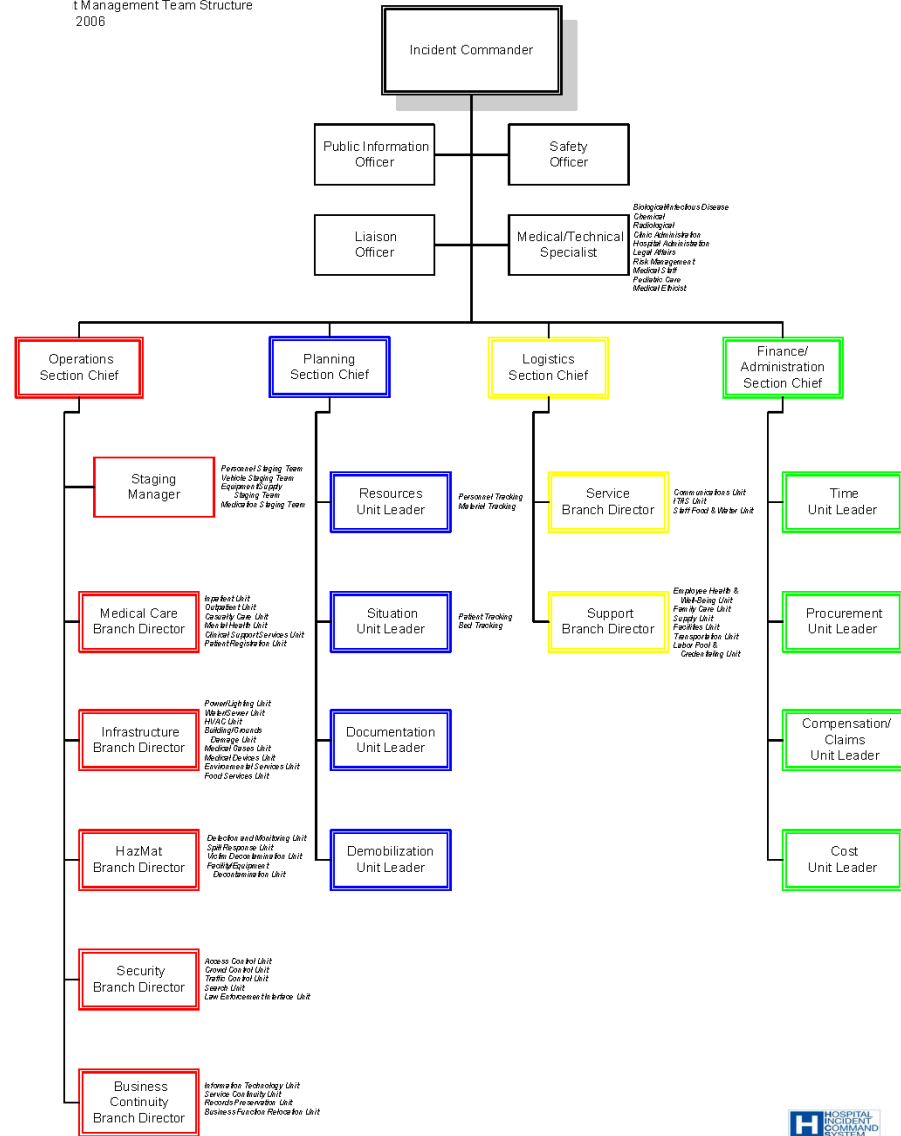 t Management Team Structure
2006
Incident Commander
Public Information
Officer
Safety
Officer
Liaison
Officer
Medical/Technical
Specialist
Biological/Infectious Disease
Chemical
Radiological
Clinic Administration
Hospital Administration
Legal Affairs
Risk Management
Medical Staff
Pediatric Care
Medical Ethicist
Operations
Section Chief
Planning
Section Chief
Logistics
Section Chief
Finance/
Administration
Section Chief
Staging
Manager
Personnel Staging Team
Vehicle Staging Team
Equipment/Supply
Staging Team
Medication Staging Team
Resources
Unit Leader
Personnel Tracking
Material Tracking
Service
Branch Director
Communications Unit
IT/IS Unit
Staff Food & Water Unit
Time
Unit Leader
Medical Care
Branch Director
Inpatient Unit
Outpatient Unit
Casualty Care Unit
Mental Health Unit
Clinical Support Services Unit
Patient Registration Unit
Situation
Unit Leader
Patient Tracking
Bed Tracking
Support
Branch Director
Employee Health &
Well-Being Unit
Family Care Unit
Supply Unit
Facilities Unit
Transportation Unit
Labor Pool &
Credentialing Unit
Procurement
Unit Leader
Infrastructure
Branch Director
Power/Lighting Unit
Water/Sewer Unit
HVAC Unit
Building/Grounds
Damage Unit
Medical Gases Unit
Medical Devices Unit
Environmental Services Unit
Food Services Unit
Documentation
Unit Leader
Compensation/
Claims
Unit Leader
HazMat
Branch Director
Detection and Monitoring Unit
Spill Response Unit
Victim Decontamination Unit
Facility/Equipment
Decontamination Unit
Demobilization
Unit Leader
Cost
Unit Leader
Security
Branch Director
Access Control Unit
Crowd Control Unit
Traffic Control Unit
Search Unit
Law Enforcement Interface Unit
Business
Continuity
Branch Director
Information Technology Unit
Service Continuity Unit
Records Preservation Unit
Business Function Relocation Unit
H
HOSPITAL
INCIDENT
COMMAND
SYSTEM